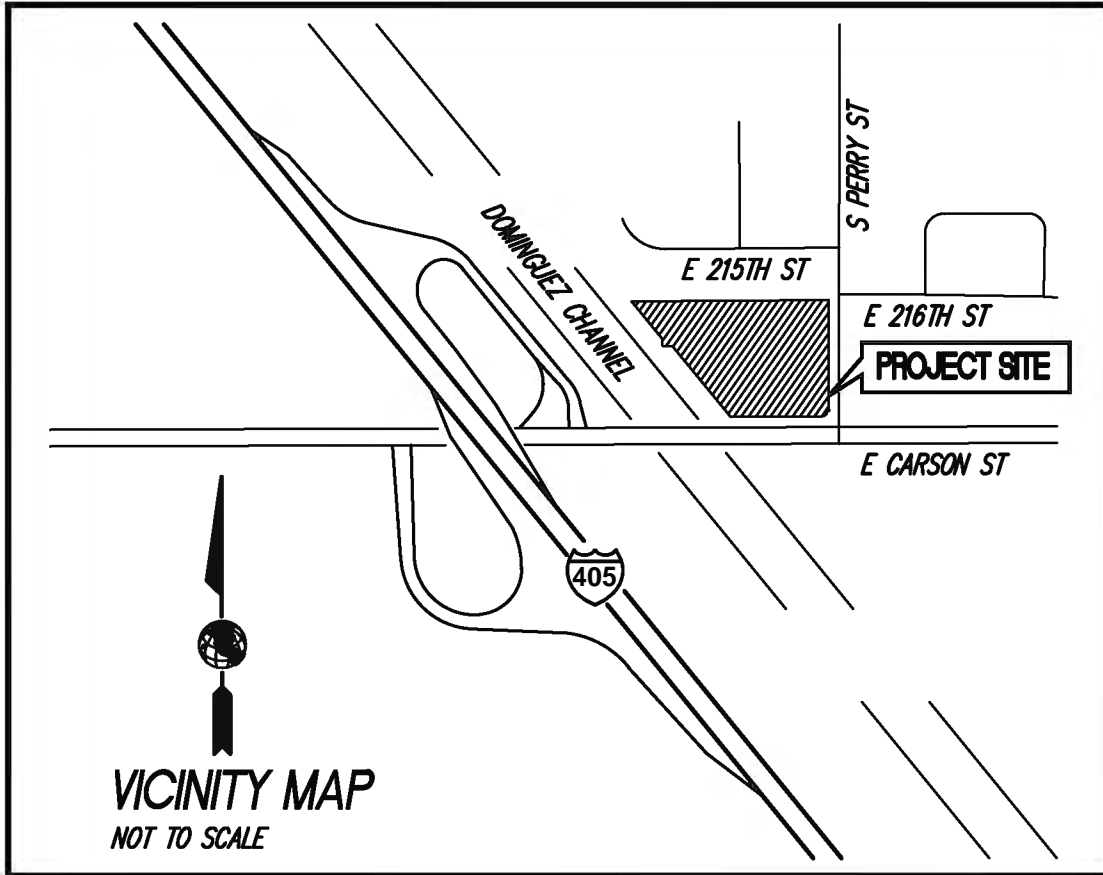 S PERRY ST
DOMINGUEZ CHANNEL
E 215TH ST
E 216TH ST
PROJECT SITE
E CARSON ST
405
VICINITY MAP
NOT TO SCALE